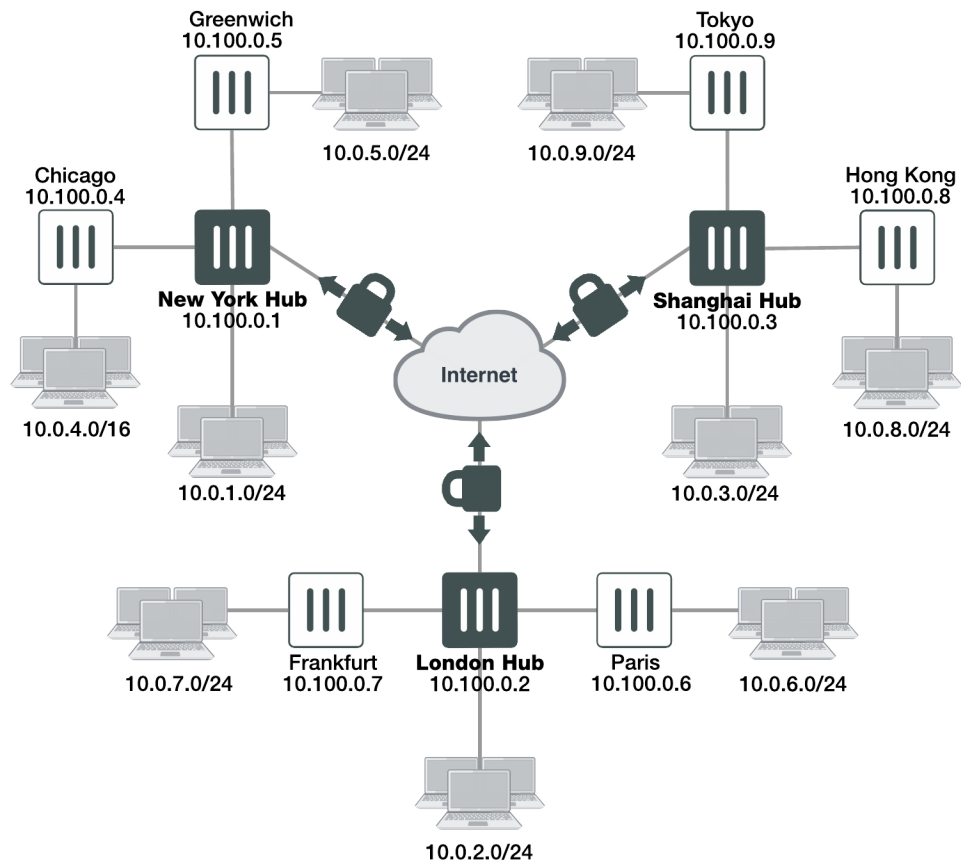 Greenwich
10.100.0.5
10.0.5.0/24
Tokyo
10.100.0.9
10.0.9.0/24
Chicago
10.100.0.4
10.0.4.0/16
New York Hub
10.100.0.1
10.0.1.0/24
Hong Kong
10.100.0.8
10.0.8.0/24
Shanghai Hub
10.100.0.3
10.0.3.0/24
Internet
Frankfurt
10.100.0.7
10.0.7.0/24
London Hub
10.100.0.2
10.0.2.0/24
Paris
10.100.0.6
10.0.6.0/24